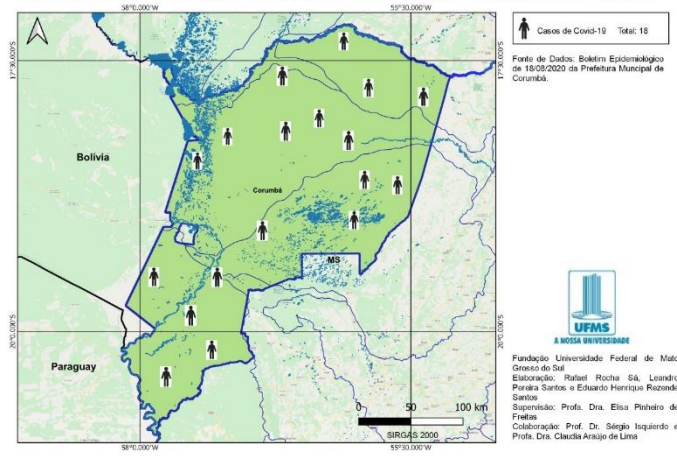 58°0.000'W
55°30.000'W
17°30.000'S
17°30.000'S
Bolívia
Corumbá
MS
20°0.000'S
20°0.000'S
Paraguay
0 50 100 km
SIRGAS 2000
58°0.000'W
55°30.000'W
Casos de Covid-19 Total: 18
Fonte de Dados: Boletim Epidemiológico
de 18/08/2020 da Prefeitura Muncipal de
Corumbá.
UFMS
A NOSSA UNIVERSIDADE
Fundação Universidade Federal de Mato
Grosso do Sul
Elaboração: Rafael Rocha Sá, Leandro
Pereira Santos e Eduardo Henrique Rezende
Santos
Supervisão: Profa. Dra. Elisa Pinheiro de
Freitas
Colaboração: Prof. Dr. Sérgio Isquierdo e
Profa. Dra. Claudia Araújo de Lima